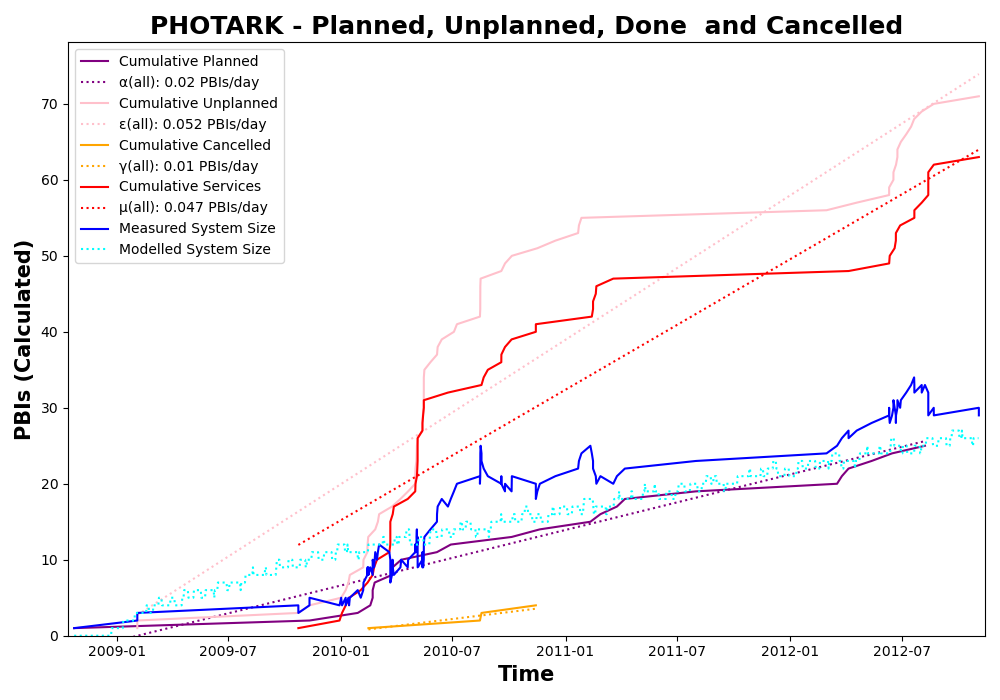 PHOTARK - Planned, Unplanned, Done  and Cancelled
Cumulative Planned
α(all): 0.02 PBIs/day
Cumulative Unplanned
ε(all): 0.052 PBIs/day
Cumulative Cancelled
γ(all): 0.01 PBIs/day
Cumulative Services
μ(all): 0.047 PBIs/day
Measured System Size
Modelled System Size
PBIs (Calculated)
70
60
50
40
30
20
10
0
2009-01
2009-07
2010-01
2010-07
2011-01
2011-07
2012-01
2012-07
Time